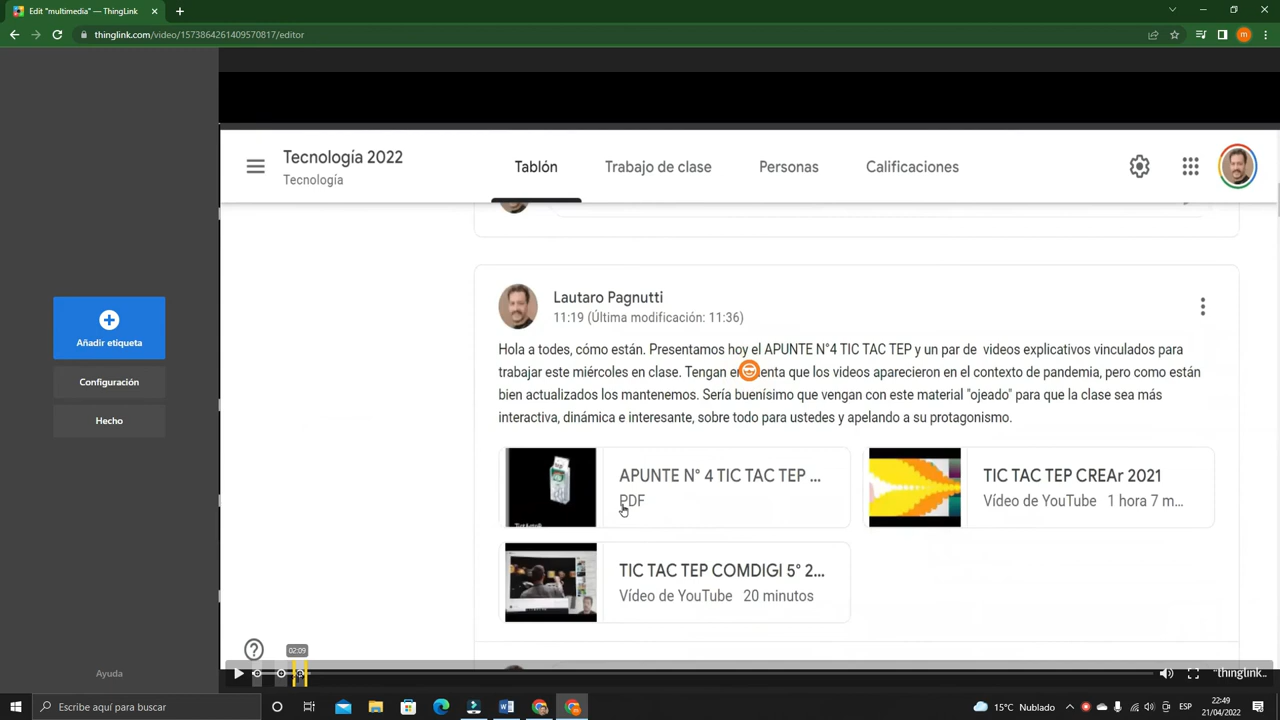 Edit "multimedia" — ThingLink
thinglink.com/video/1573864261409570817/editor
m
Tecnología 2022
Tecnología
Tablón
Trabajo de clase
Personas
Calificaciones
Lautaro Pagnutti
11:19 (Última modificación: 11:36)
Hola a todes, cómo están. Presentamos hoy el APUNTE N°4 TIC TAC TEP y un par de videos explicativos vinculados para
trabajar este miércoles en clase. Tengan en enta que los videos aparecieron en el contexto de pandemia, pero como están
bien actualizados los mantenemos. Sería buenísimo que vengan con este material "ojeado" para que la clase sea más
interactiva, dinámica e interesante, sobre todo para ustedes y apelando a su protagonismo.
APUNTE N° 4 TIC TAC TEP ...
PDF
TIC TAC TEP CREAr 2021
Vídeo de YouTube 1 hora 7 m...
TIC TAC TEP COMDIGI 5° 2...
Vídeo de YouTube 20 minutos
Añadir etiqueta
Configuración
Hecho
Ayuda
02:09
"thinglink..
Escribe aquí para buscar
15°C Nublado
ESP
22:49
21/04/2022